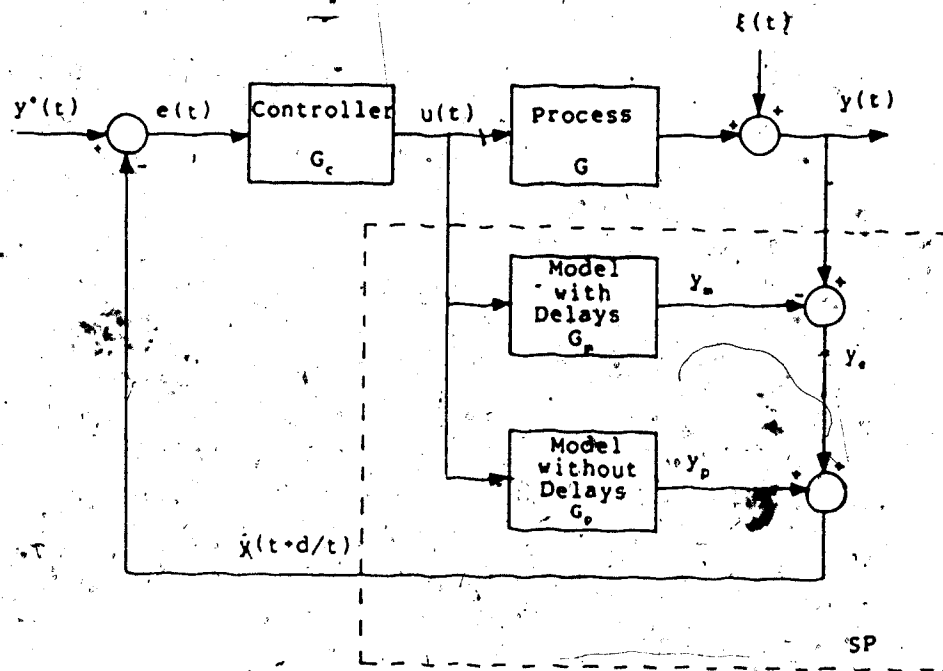 ξ(t)
y*(t)
e(t)
Controller
G_c
u(t)
Process
G
y(t)
+
-
+
+
Model
with
Delays
G_m
y_m
-
+
y_e
Model
without
Delays
G_p
y_p
+
+
ŷ(t+d/t)
SP